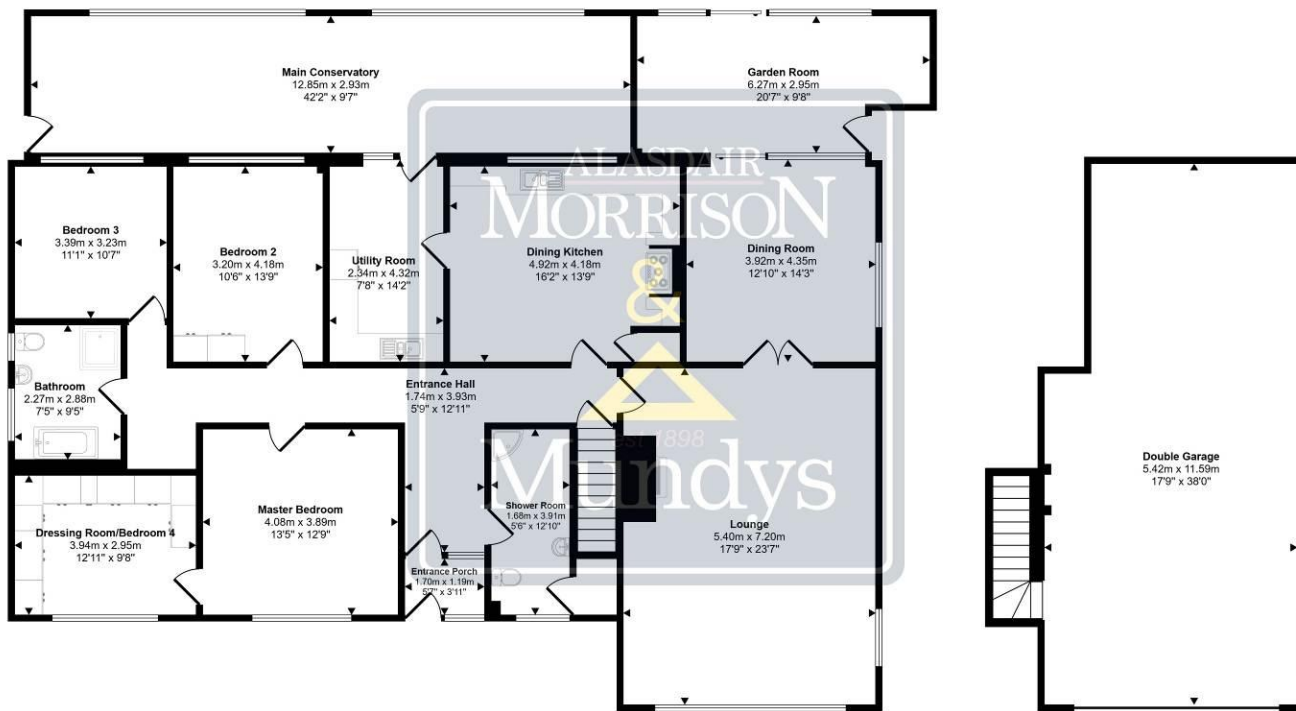 Main Conservatory
12.85m x 2.93m
42'2" x 9'7"
Garden Room
6.27m x 2.95m
20'7" x 9'8"
ALASDAIR
MORRISON
&
est 1898
Mundys
Bedroom 3
3.39m x 3.23m
11'1" x 10'7"
Bedroom 2
3.20m x 4.18m
10'6" x 13'9"
Utility Room
2.34m x 4.32m
7'8" x 14'2"
Dining Kitchen
4.92m x 4.18m
16'2" x 13'9"
Dining Room
3.92m x 4.35m
12'10" x 14'3"
Bathroom
2.27m x 2.88m
7'5" x 9'5"
Entrance Hall
1.74m x 3.93m
5'9" x 12'11"
Dressing Room/Bedroom 4
3.94m x 2.95m
12'11" x 9'8"
Master Bedroom
4.08m x 3.89m
13'5" x 12'9"
Entrance Porch
1.70m x 1.19m
5'7" x 3'11"
Shower Room
1.68m x 3.91m
5'6" x 12'10"
Lounge
5.40m x 7.20m
17'9" x 23'7"
Double Garage
5.42m x 11.59m
17'9" x 38'0"